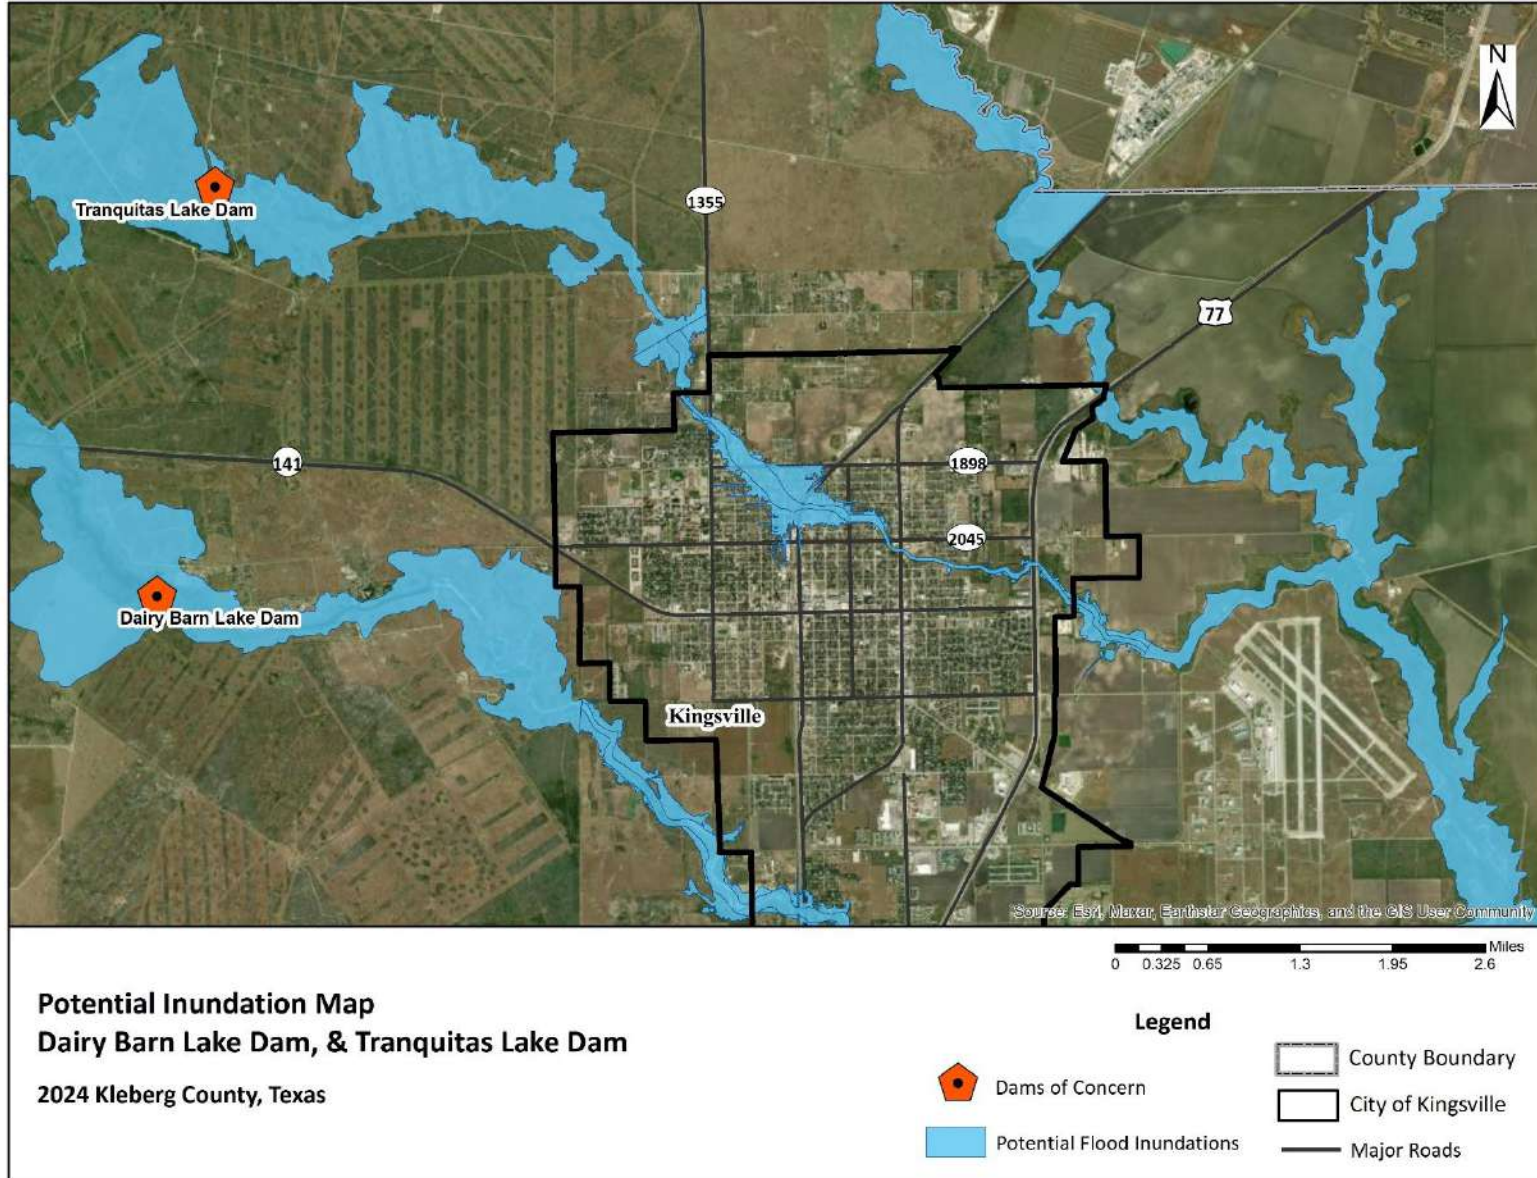 N
Tranquitas Lake Dam
1355
77
141
1898
2045
Dairy Barn Lake Dam
Kingsville
Source: Esri, Maxar, Earthstar Geographics, and the GIS User Community
Miles
0 0.325 0.65 1.3 1.95 2.6
Potential Inundation Map
Dairy Barn Lake Dam, & Tranquitas Lake Dam
2024 Kleberg County, Texas
Legend
Dams of Concern
Potential Flood Inundations
County Boundary
City of Kingsville
Major Roads